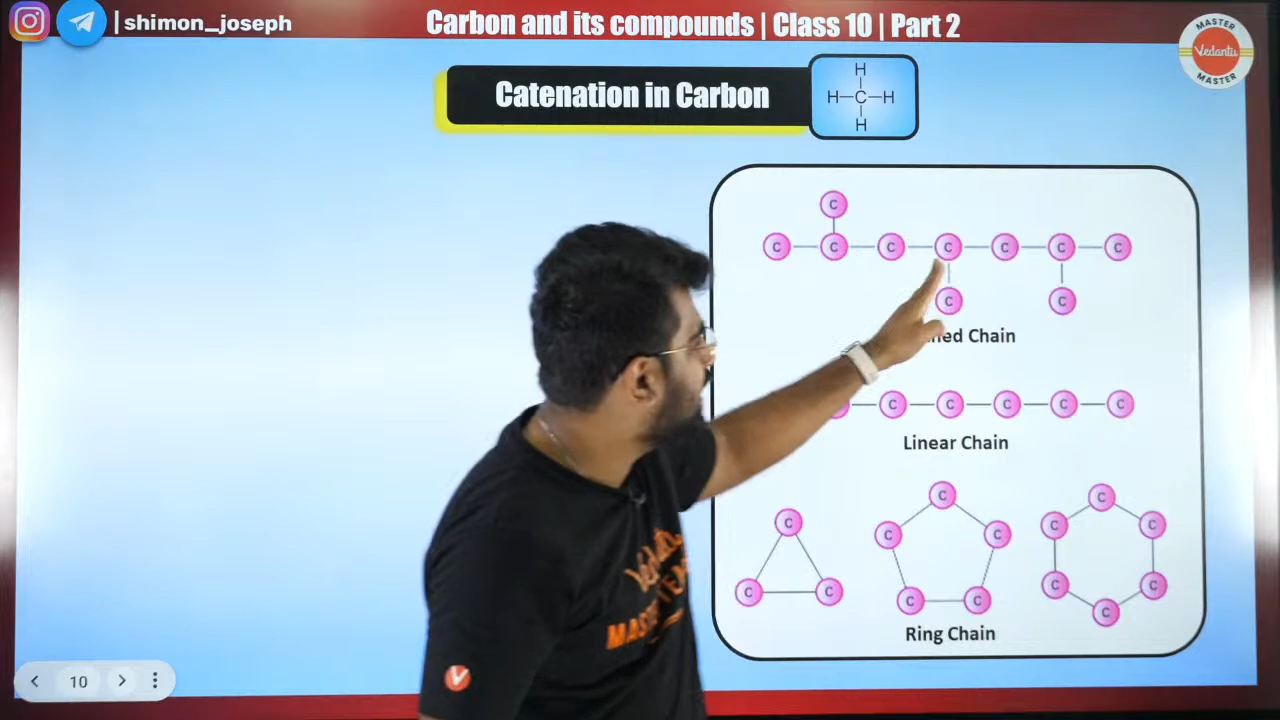 | shimon_joseph
Carbon and its compounds | Class 10 | Part 2
MASTER
Vedantu
MASTER
Catenation in Carbon
H
H C H
H
C
C C C C C C C
C C
Chain
C C C C C
Linear Chain
C C C
C C C C
C C C C C
C
Ring Chain
V
10